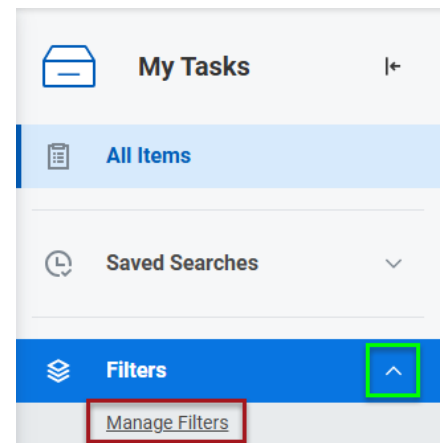 My Tasks
All Items
Saved Searches
Filters
Manage Filters